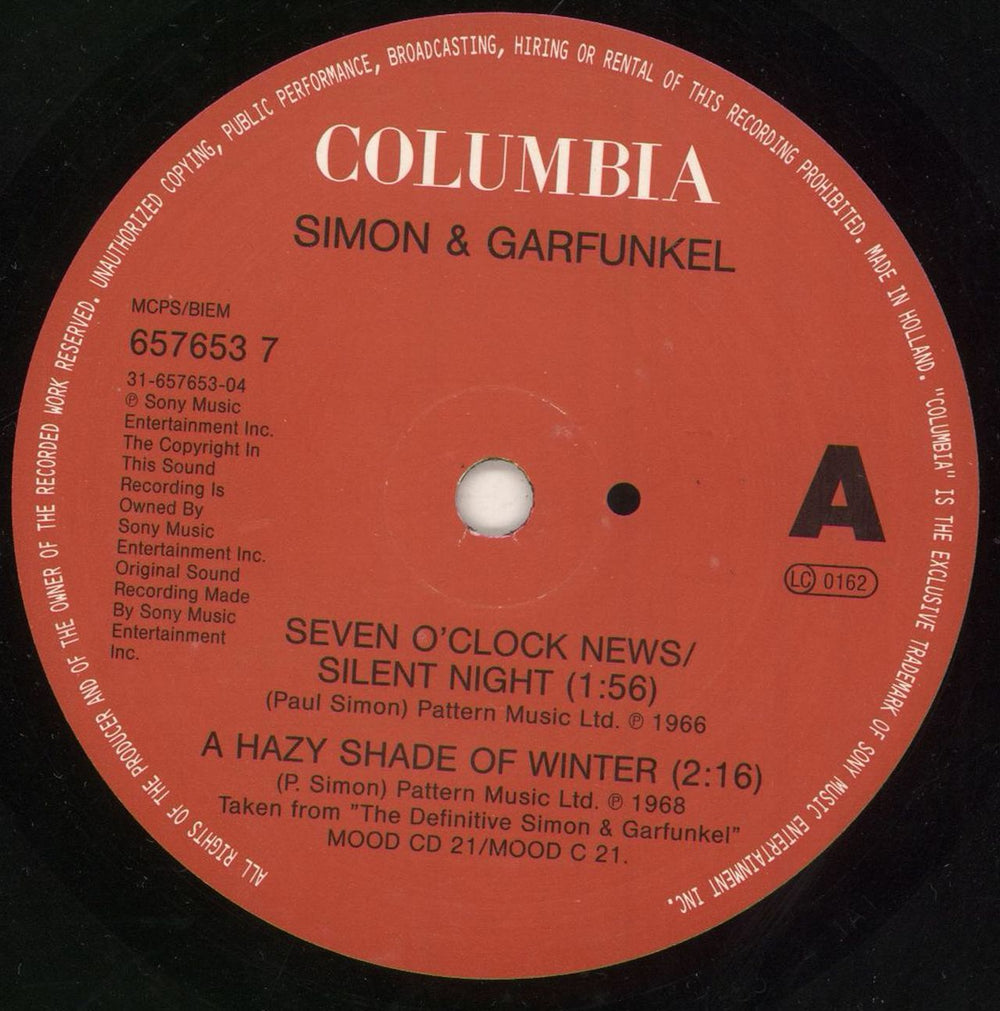 ALL RIGHTS OF THE PRODUCER AND OF THE OWNER OF THE RECORDED WORK RESERVED. UNAUTHORIZED COPYING, PUBLIC PERFORMANCE, BROADCASTING, HIRING OR RENTAL OF THIS RECORDING PROHIBITED. MADE IN HOLLAND. "COLUMBIA" IS THE EXCLUSIVE TRADEMARK OF SONY MUSIC ENTERTAINMENT INC.
COLUMBIA
SIMON & GARFUNKEL
MCPS/BIEM
657653 7
31-657653-04
℗ Sony Music
Entertainment Inc.
The Copyright In
This Sound
Recording Is
Owned By
Sony Music
Entertainment Inc.
Original Sound
Recording Made
By Sony Music
Entertainment
Inc.
A
LC 0162
SEVEN O'CLOCK NEWS/
SILENT NIGHT (1:56)
(Paul Simon) Pattern Music Ltd. ℗ 1966
A HAZY SHADE OF WINTER (2:16)
(P. Simon) Pattern Music Ltd. ℗ 1968
Taken from "The Definitive Simon & Garfunkel"
MOOD CD 21/MOOD C 21.